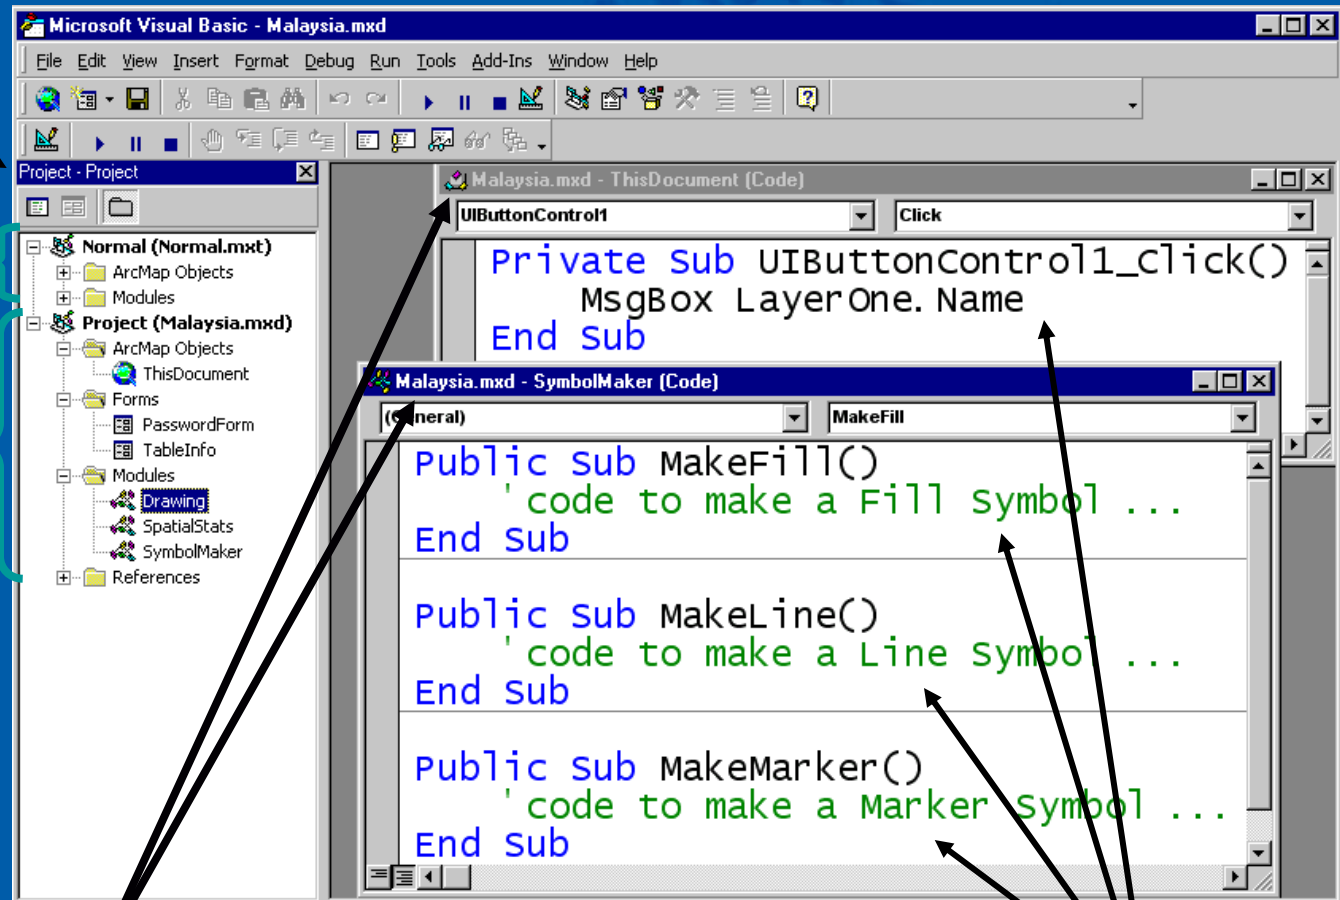 Microsoft Visual Basic - Malaysia.mxd
File Edit View Insert Format Debug Run Tools Add-Ins Window Help
Project - Project
Normal (Normal.mxt)
ArcMap Objects
Modules
Project (Malaysia.mxd)
ArcMap Objects
ThisDocument
Forms
PasswordForm
TableInfo
Modules
Drawing
SpatialStats
SymbolMaker
References
Malaysia.mxd - ThisDocument (Code)
UIButtonControl1 Click
Private Sub UIButtonControl1_Click()
MsgBox LayerOne.Name
End Sub
Malaysia.mxd - SymbolMaker (Code)
(General) MakeFill
Public Sub MakeFill()
'code to make a Fill Symbol ...
End Sub
Public Sub MakeLine()
'code to make a Line Symbol ...
End Sub
Public Sub MakeMarker()
'code to make a Marker Symbol ...
End Sub